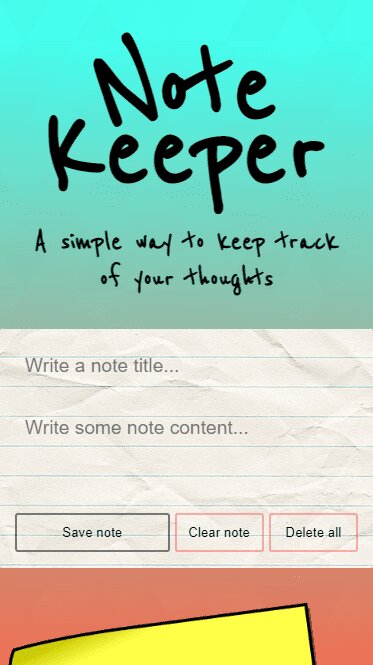 Note
Keeper
A simple way to keep track
of your thoughts
Write a note title...
Write some note content...
Save note
Clear note
Delete all